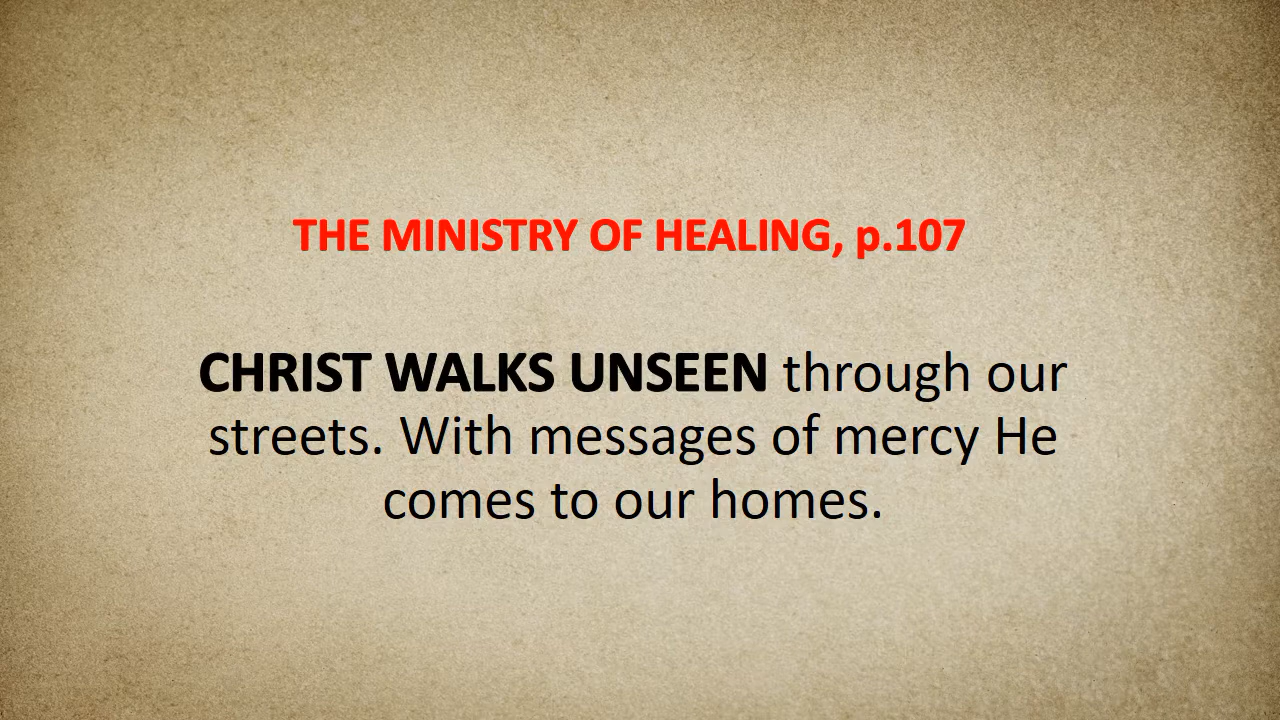 THE MINISTRY OF HEALING, p.107
CHRIST WALKS UNSEEN through our
streets. With messages of mercy He
comes to our homes.